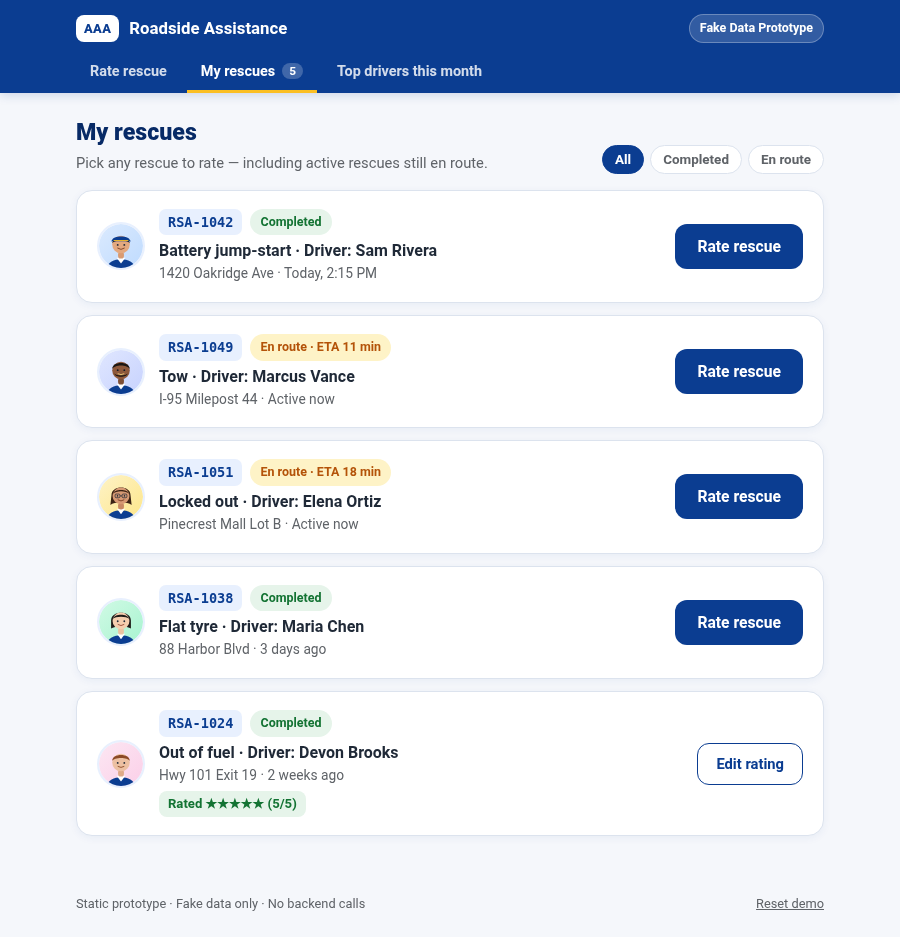 AAA Roadside Assistance
Fake Data Prototype
Rate rescue
My rescues 5
Top drivers this month
My rescues
Pick any rescue to rate — including active rescues still en route.
All
Completed
En route
RSA-1042 Completed
Battery jump-start · Driver: Sam Rivera
1420 Oakridge Ave · Today, 2:15 PM
Rate rescue
RSA-1049 En route · ETA 11 min
Tow · Driver: Marcus Vance
I-95 Milepost 44 · Active now
Rate rescue
RSA-1051 En route · ETA 18 min
Locked out · Driver: Elena Ortiz
Pinecrest Mall Lot B · Active now
Rate rescue
RSA-1038 Completed
Flat tyre · Driver: Maria Chen
88 Harbor Blvd · 3 days ago
Rate rescue
RSA-1024 Completed
Out of fuel · Driver: Devon Brooks
Hwy 101 Exit 19 · 2 weeks ago
Rated ★★★★★ (5/5)
Edit rating
Static prototype · Fake data only · No backend calls
Reset demo